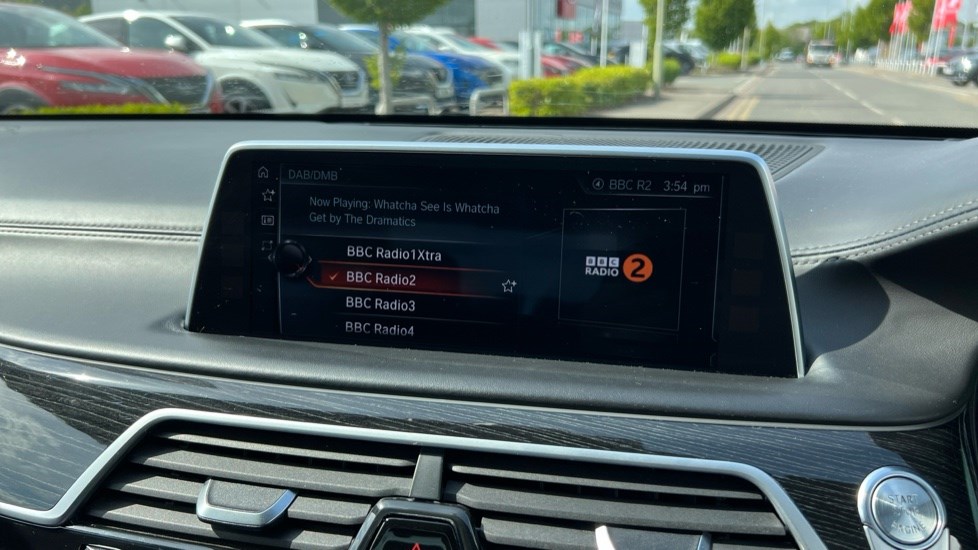 DAB/DMB
BBC R2 3:54 pm
Now Playing: Whatcha See Is Whatcha
Get by The Dramatics
BBC Radio1Xtra
BBC Radio2
BBC Radio3
BBC Radio4
BBC
RADIO 2
START
ENGINE